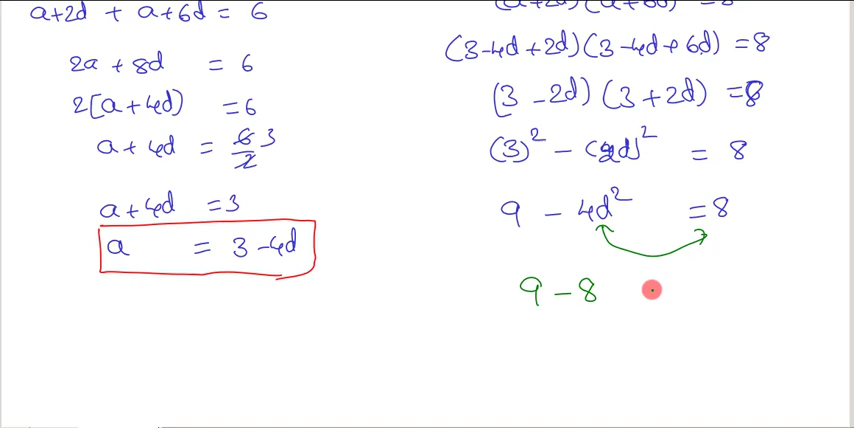 a+2d + a+6d = 6
2a + 8d = 6
2(a+4d) = 6
a + 4d = 6/2 3
a+4d = 3
a = 3-4d
(3-4d+2d)(3-4d+6d) = 8
(3 -2d) (3+2d) = 8
(3)² - (2d)² = 8
9 - 4d² = 8
9 - 8